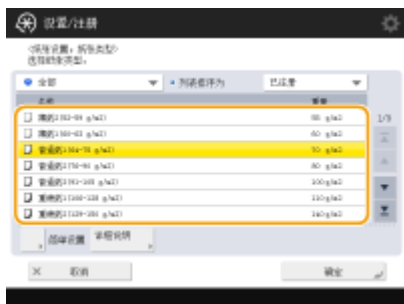 设置/注册
<纸张设置: 纸张类型>
选择纸张类型。
全部
列表排序为
已注册
名称
重量
薄纸1(52-59 g/m2)
55 g/m2
薄纸1(60-63 g/m2)
60 g/m2
1/9
普通纸1(64-75 g/m2)
70 g/m2
普通纸2(76-90 g/m2)
80 g/m2
普通纸3(91-105 g/m2)
100 g/m2
重磅纸1(106-128 g/m2)
120 g/m2
重磅纸2(129-150 g/m2)
140 g/m2
简单设置
详细说明
取消
确定